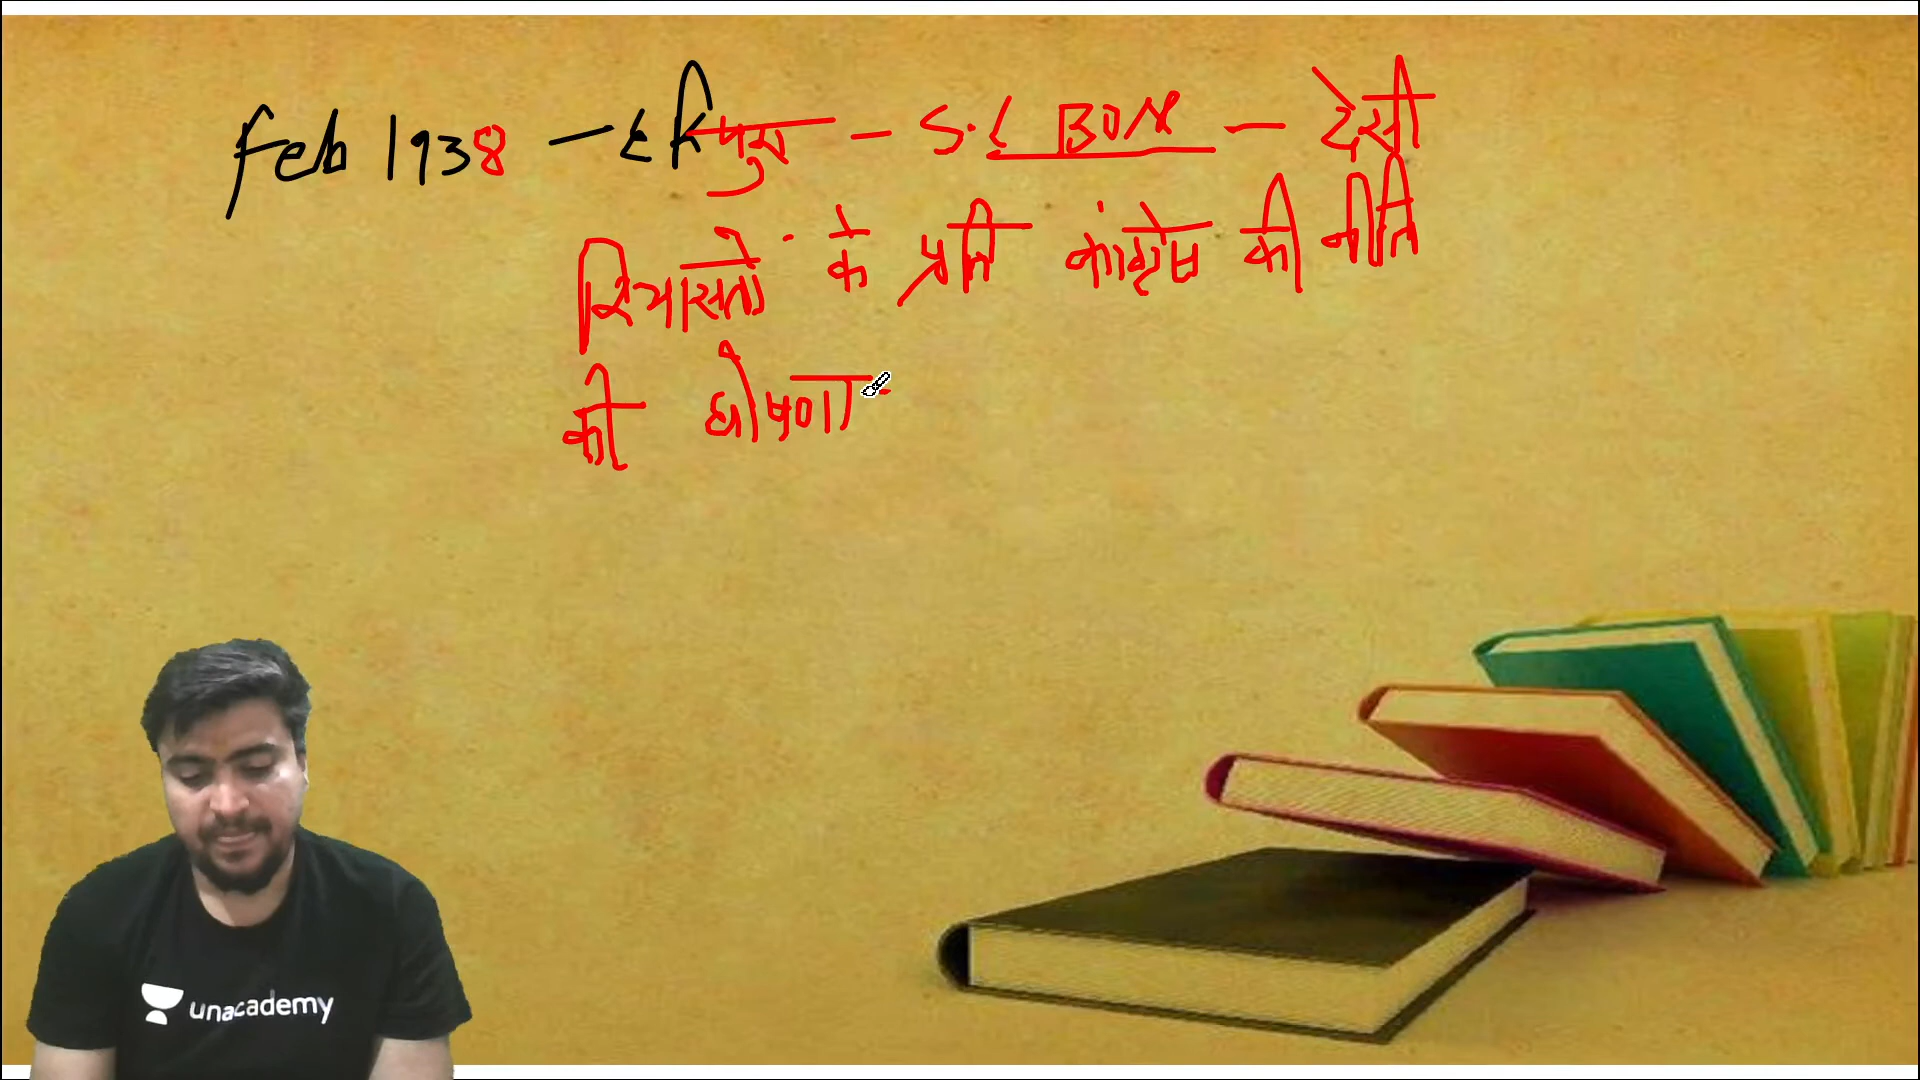 Feb 1938 – हरिपुरा – S.C BOSE – देसी
रियासतो के प्रति कांग्रेस की नीति
की घोषणा -
unacademy